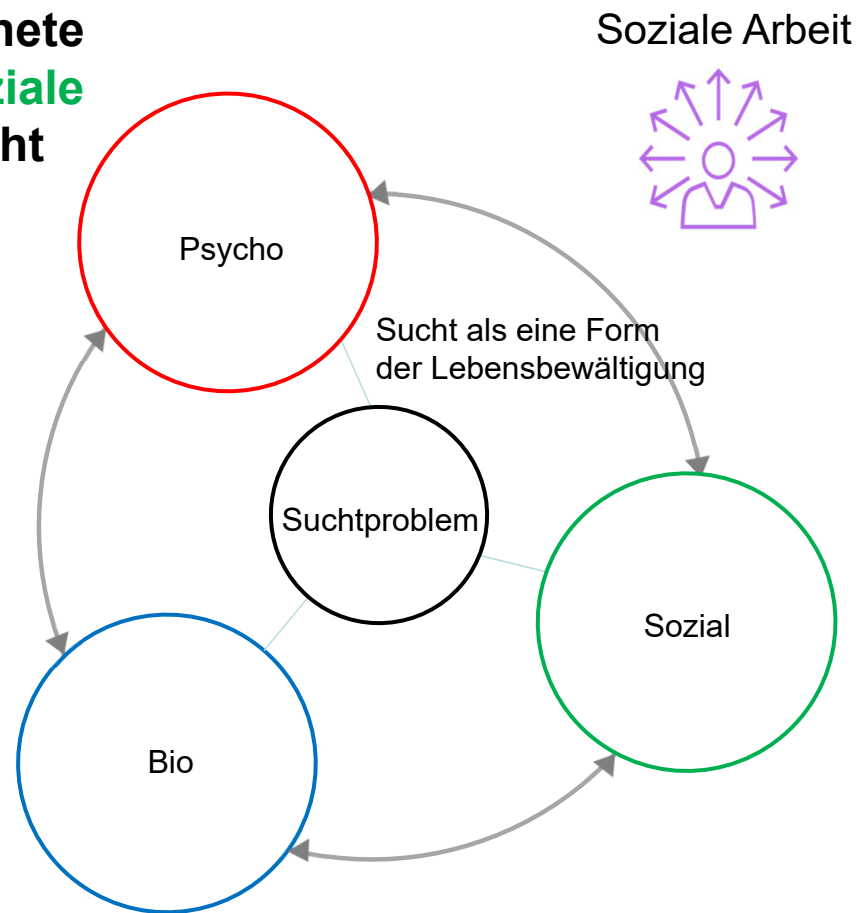 nete
ziale
ht
Soziale Arbeit
Psycho
Sucht als eine Form
der Lebensbewältigung
Suchtproblem
Sozial
Bio